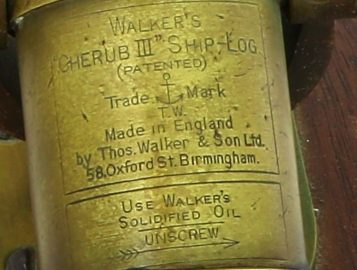 WALKER'S
"CHERUB III" SHIP-LOG
(PATENTED)
Trade Mark
T.W.
Made in England
by Thos. Walker & Son Ltd.
58, Oxford St. Birmingham.
USE WALKER'S
SOLIDIFIED OIL
UNSCREW